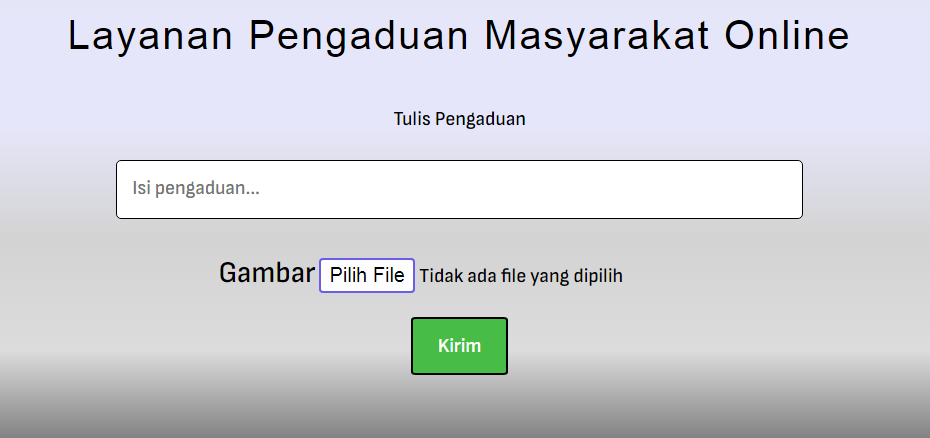 Layanan Pengaduan Masyarakat Online
Tulis Pengaduan
Isi pengaduan...
Gambar Pilih File Tidak ada file yang dipilih
Kirim